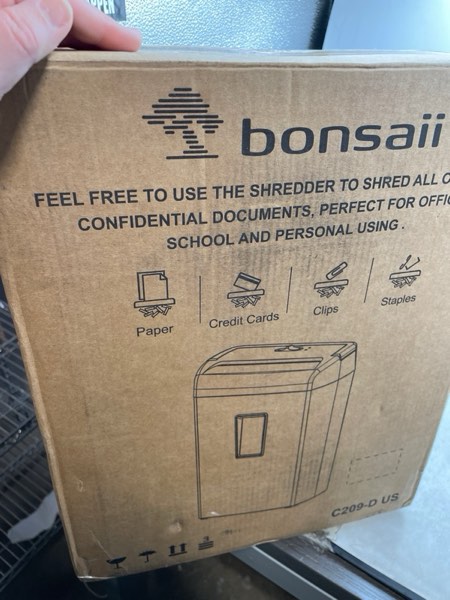 bonsaii
FEEL FREE TO USE THE SHREDDER TO SHRED ALL
CONFIDENTIAL DOCUMENTS, PERFECT FOR
SCHOOL AND PERSONAL USING.
Paper
Credit Cards
Clips
Staples
C209-D US